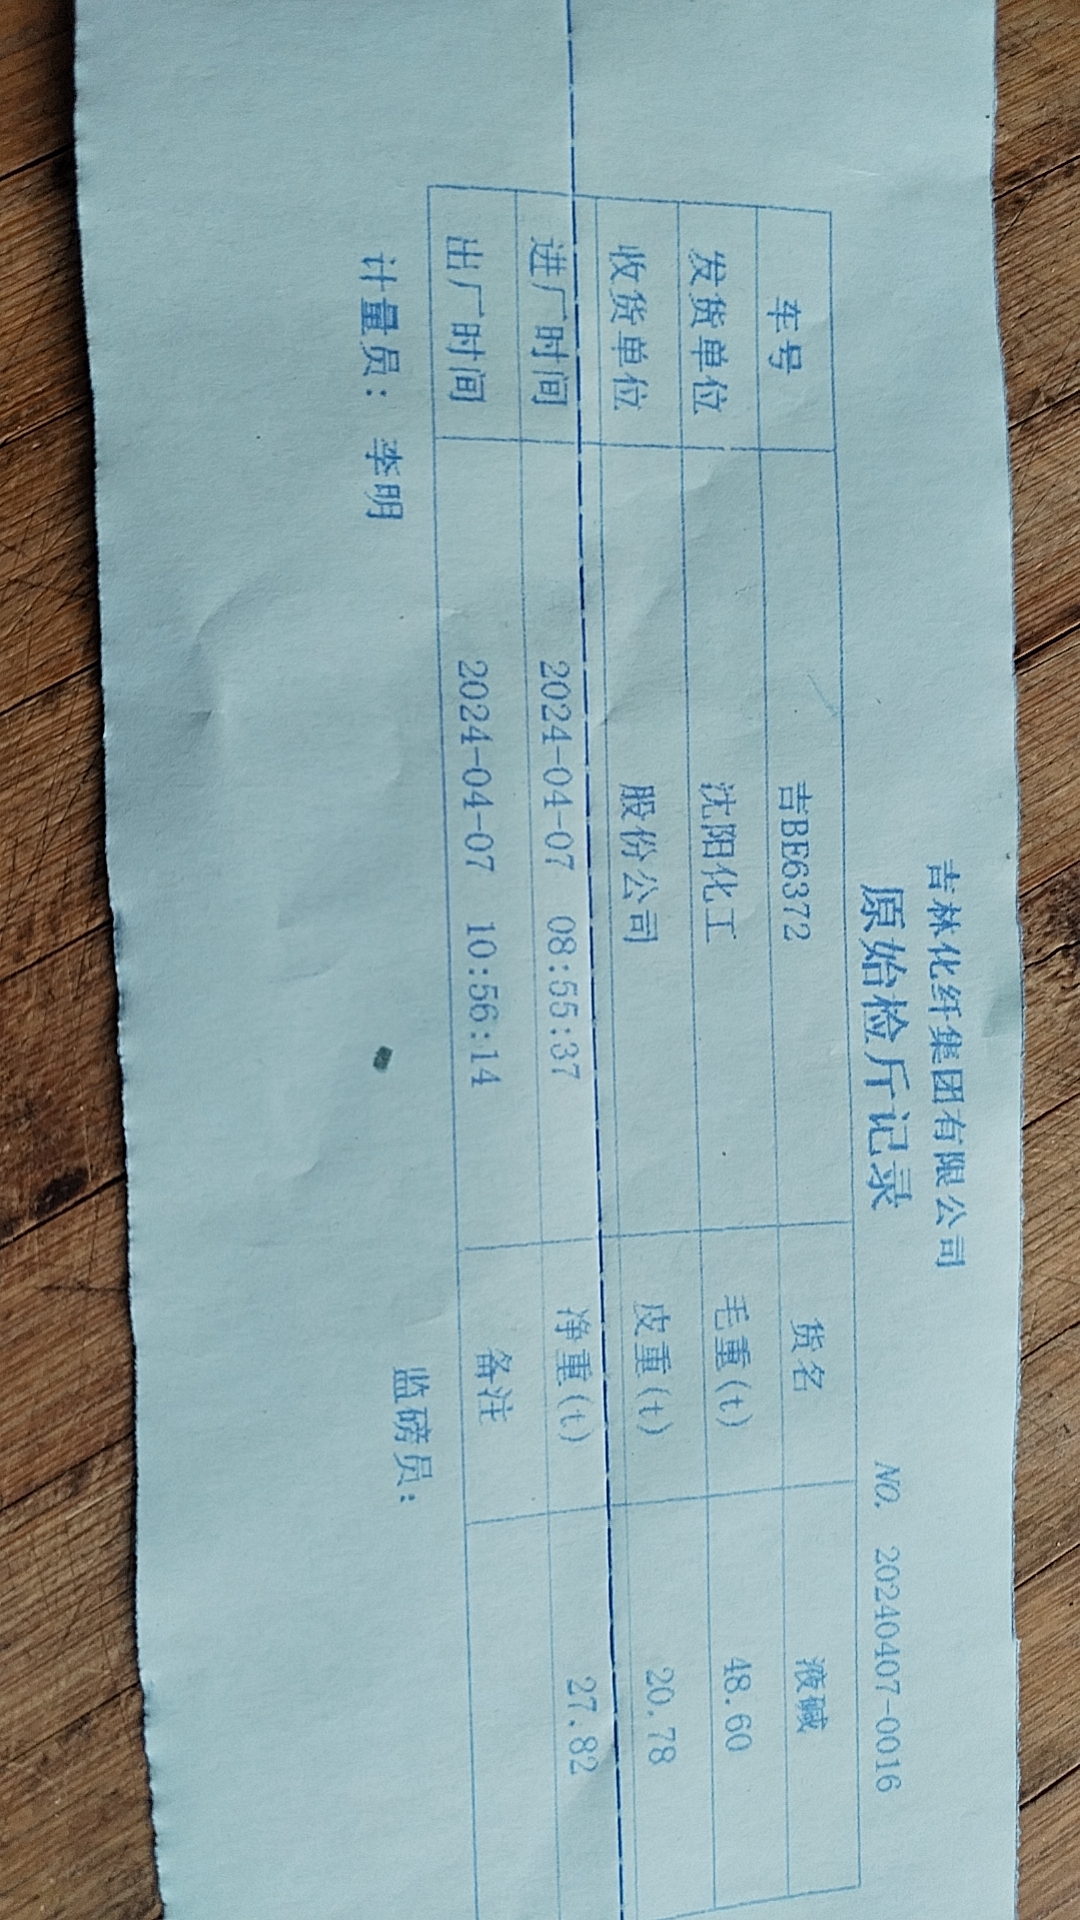 吉林化纤集团有限公司
原始检斤记录
NO. 20240407-0016
车号 吉BE6372 货名 液碱
发货单位 沈阳化工 毛重(t) 48.60
收货单位 股份公司 皮重(t) 20.78
进厂时间 2024-04-07 08:55:37 净重(t) 27.82
出厂时间 2024-04-07 10:56:14 备注
计量员: 李明 监磅员: